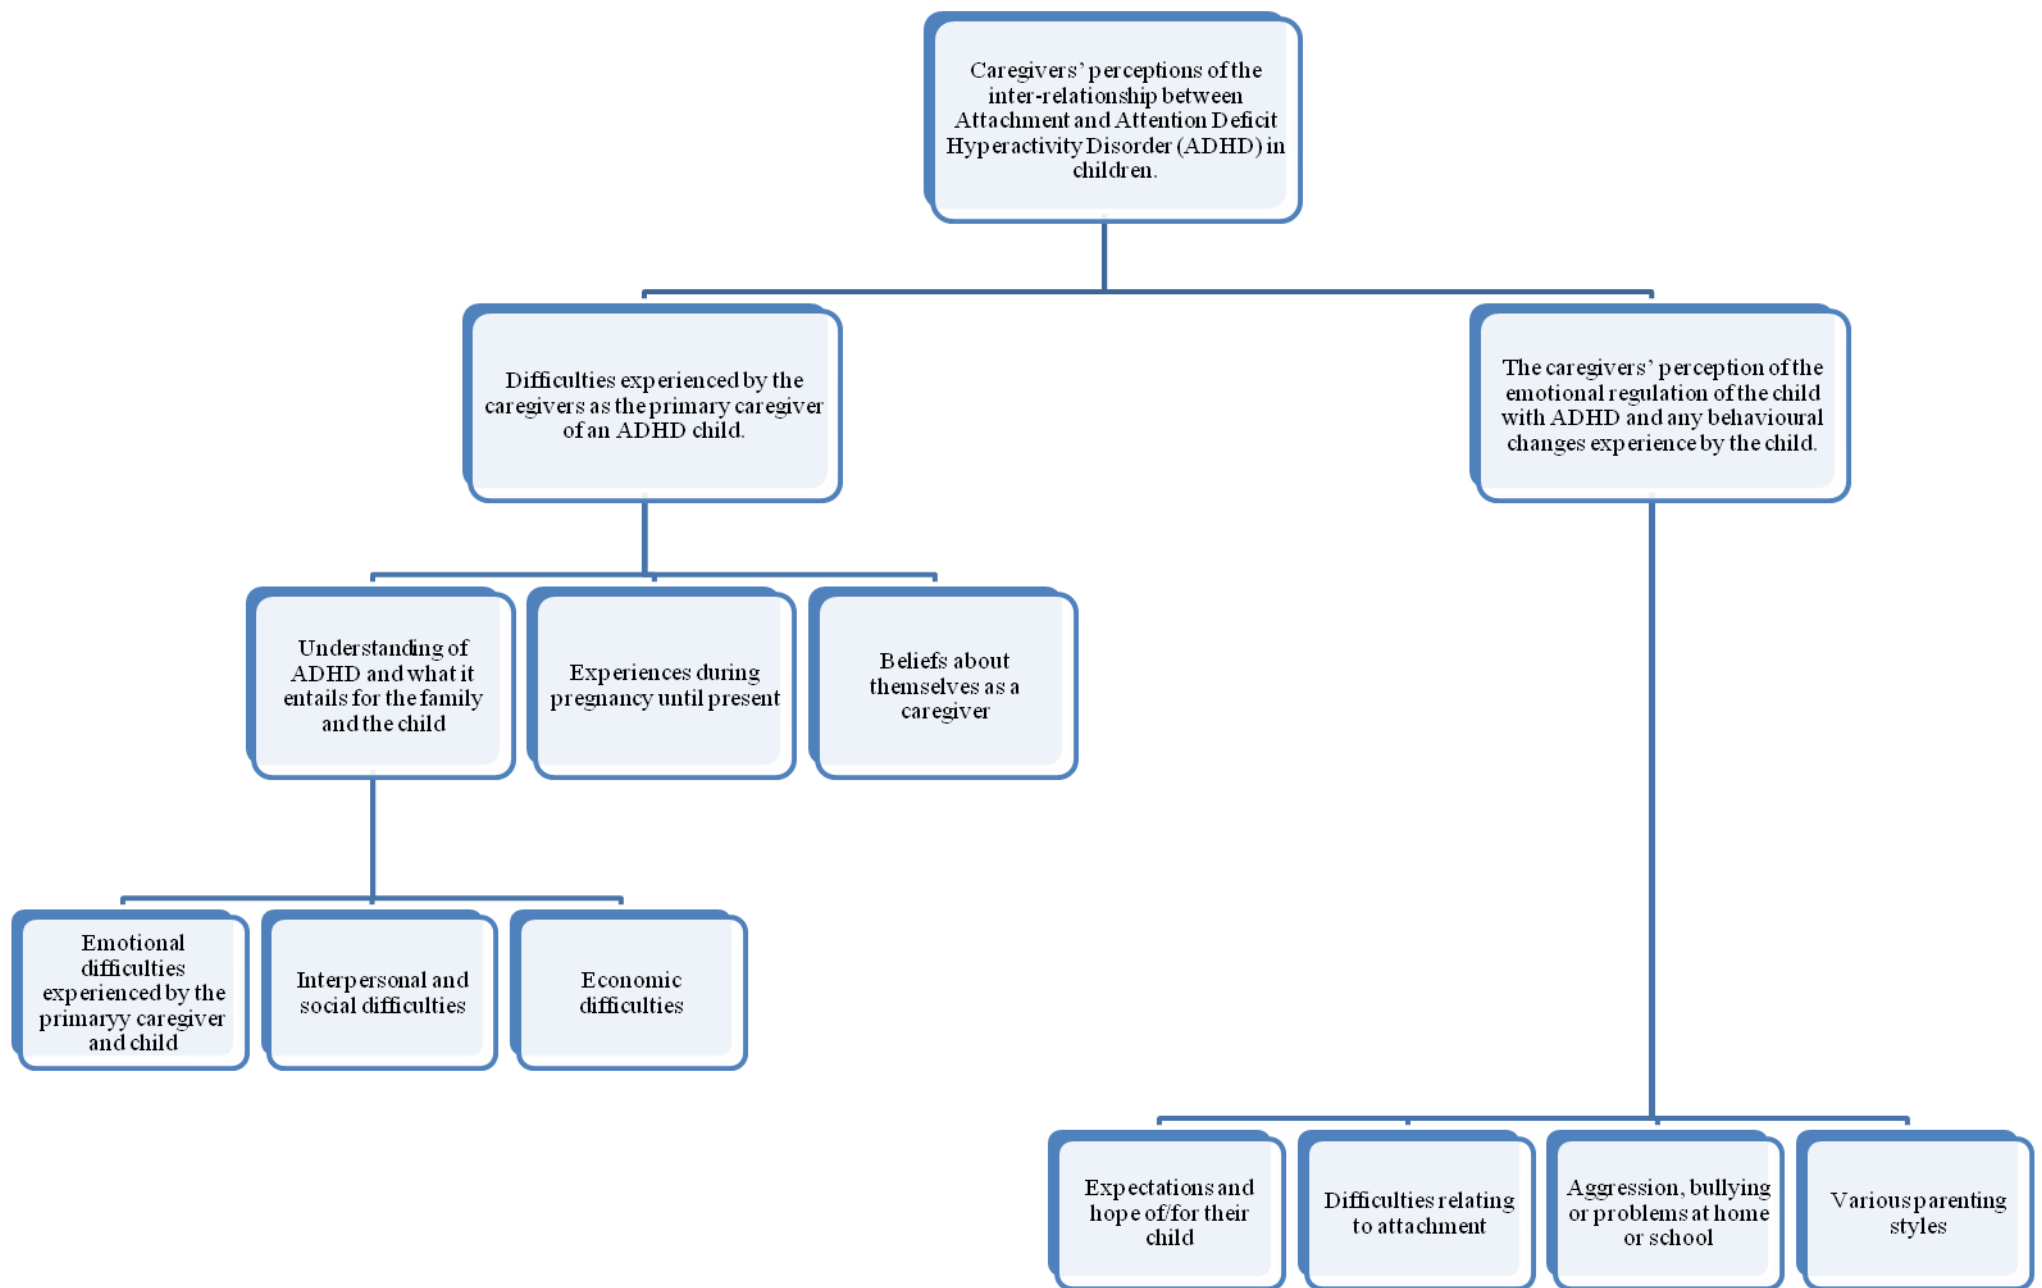 Caregivers’ perceptions of the
inter-relationship between
Attachment and Attention Deficit
Hyperactivity Disorder (ADHD) in
children.
Difficulties experienced by the
caregivers as the primary caregiver
of an ADHD child.
The caregivers’ perception of the
emotional regulation of the child
with ADHD and any behavioural
changes experience by the child.
Understanding of
ADHD and what it
entails for the family
and the child
Experiences during
pregnancy until present
Beliefs about
themselves as a
caregiver
Emotional
difficulties
experienced by the
primaryy caregiver
and child
Interpersonal and
social difficulties
Economic
difficulties
Expectations and
hope of/for their
child
Difficulties relating
to attachment
Aggression, bullying
or problems at home
or school
Various parenting
styles